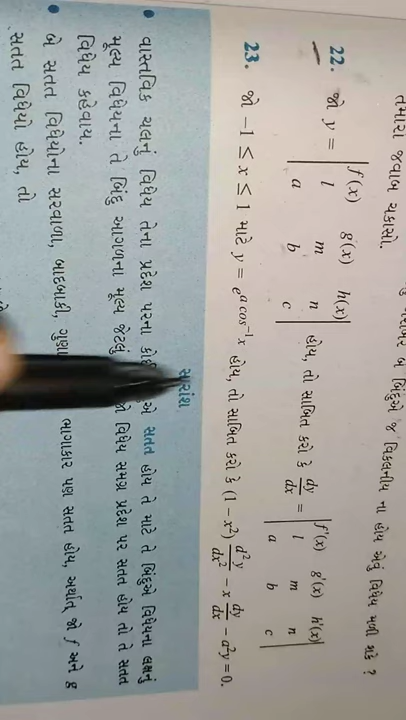 તમારા જવાબ ચકાસો.
બે બિંદુએ જ વિકલનીય ના હોય એવું વિધેય મળી શકે ?
22. જો y = | f(x) g(x) h(x) ; l m n ; a b c | હોય, તો સાબિત કરો કે dy/dx = | f'(x) g'(x) h'(x) ; l m n ; a b c |
23. જો −1 ≤ x ≤ 1 માટે y = e^(a cos⁻¹ x) હોય, તો સાબિત કરો કે (1 − x²) d²y/dx² − x dy/dx − a²y = 0.
સારાંશ
• વાસ્તવિક ચલનું વિધેય તેના પ્રદેશ પરના સતત હોય તે માટે તે બિંદુએ વિધેયના લક્ષનું
મૂલ્ય વિધેયના તે બિંદુ આગળના મૂલ્ય જેટલું વિધેય સમગ્ર પ્રદેશ પર સતત હોય તો તે સતત
વિધેય કહેવાય.
• બે સતત વિધેયોના સરવાળા, બાદબાકી, ભાગાકાર પણ સતત હોય, અર્થાત્, જો f અને g
સતત વિધેયો હોય, તો